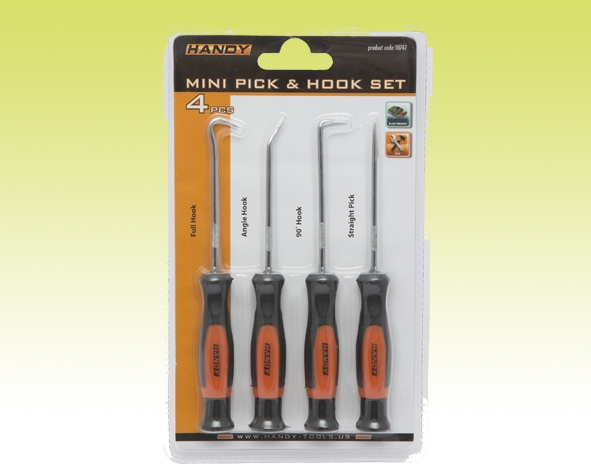 HANDY
product code: 10747
MINI PICK & HOOK SET
4 PCS
Full Hook
Angle Hook
90° Hook
Straight Pick
HANDY
HANDY
HANDY
HANDY
WWW.HANDY-TOOLS.US